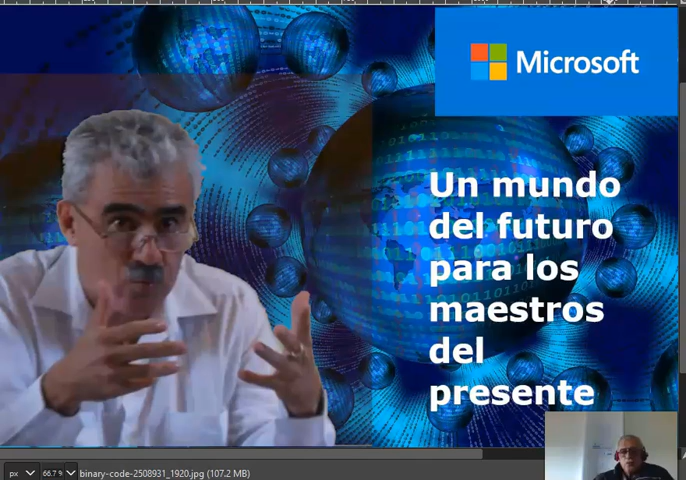 Microsoft
Un mundo
del futuro
para los
maestros
del
presente
px 66.7 % binary-code-2508931_1920.jpg (107.2 MB)